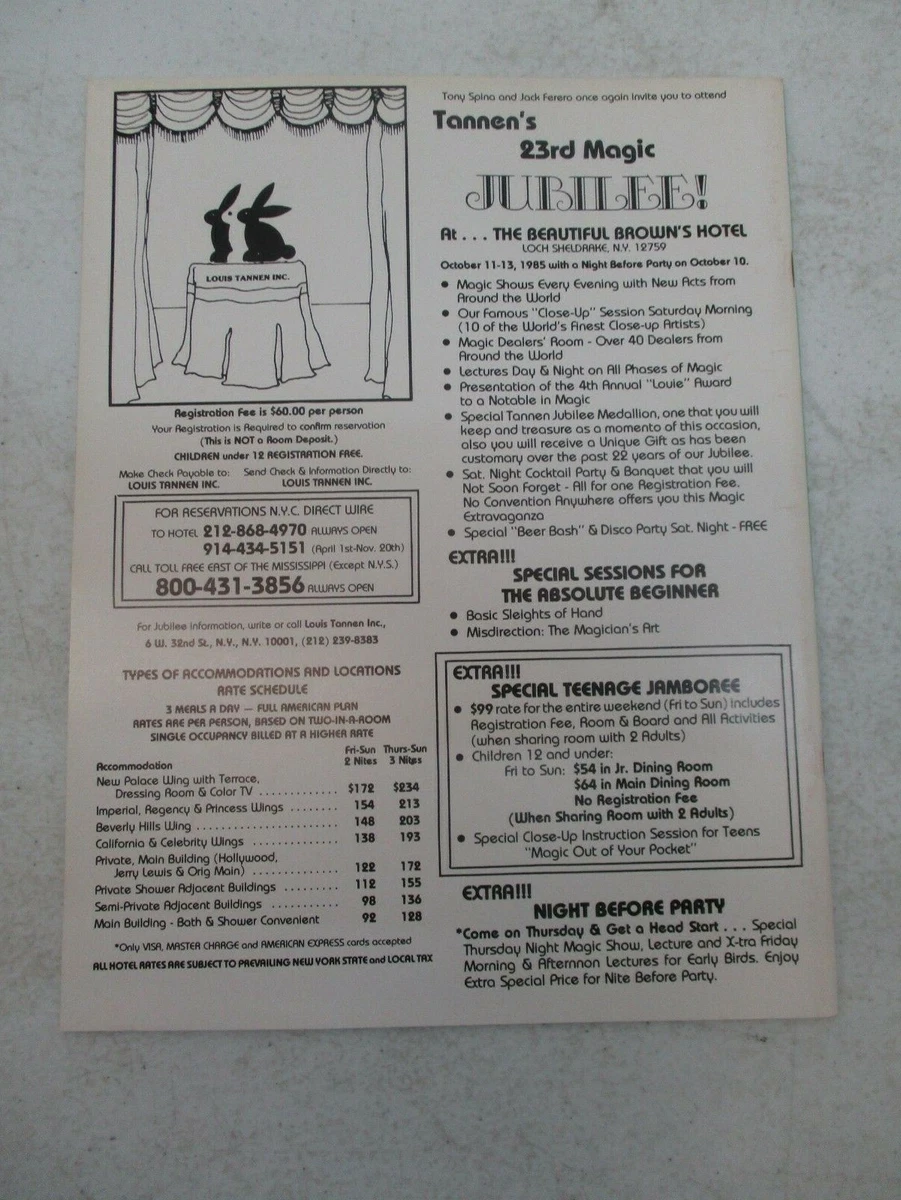 LOUIS TANNEN INC.
Registration Fee is $60.00 per person
Your Registration is Required to confirm reservation
(This is NOT a Room Deposit.)
CHILDREN under 12 REGISTRATION FREE.
Make Check Payable to:
LOUIS TANNEN INC.
Send Check & Information Directly to:
LOUIS TANNEN INC.
FOR RESERVATIONS N.Y.C. DIRECT WIRE
TO HOTEL 212-868-4970 ALWAYS OPEN
914-434-5151 (April 1st-Nov. 20th)
CALL TOLL FREE EAST OF THE MISSISSIPPI (Except N.Y.S.)
800-431-3856 ALWAYS OPEN
For Jubilee information, write or call Louis Tannen Inc.,
6 W. 32nd St., N.Y., N.Y. 10001, (212) 239-8383
TYPES OF ACCOMMODATIONS AND LOCATIONS
RATE SCHEDULE
3 MEALS A DAY — FULL AMERICAN PLAN
RATES ARE PER PERSON, BASED ON TWO-IN-A-ROOM
SINGLE OCCUPANCY BILLED AT A HIGHER RATE
Fri-Sun Thurs-Sun
Accommodation 2 Nites 3 Nites
New Palace Wing with Terrace,
Dressing Room & Color TV . . . . . . . . . . . . $172 $234
Imperial, Regency & Princess Wings . . . . . . . . 154 213
Beverly Hills Wing . . . . . . . . . . . . . . . . . . . . . . 148 203
California & Celebrity Wings . . . . . . . . . . . . . 138 193
Private, Main Building (Hollywood,
Jerry Lewis & Orig Main) . . . . . . . . . . . . . 122 172
Private Shower Adjacent Buildings . . . . . . . . . 112 155
Semi-Private Adjacent Buildings . . . . . . . . . . . 98 136
Main Building - Bath & Shower Convenient 92 128
*Only VISA, MASTER CHARGE and AMERICAN EXPRESS cards accepted
ALL HOTEL RATES ARE SUBJECT TO PREVAILING NEW YORK STATE and LOCAL TAX
Tony Spina and Jack Ferero once again invite you to attend
Tannen's
23rd Magic
JUBILEE!
At . . . THE BEAUTIFUL BROWN'S HOTEL
LOCH SHELDRAKE, N.Y. 12759
October 11-13, 1985 with a Night Before Party on October 10.
● Magic Shows Every Evening with New Acts from
Around the World
● Our Famous "Close-Up" Session Saturday Morning
(10 of the World's Finest Close-up Artists)
● Magic Dealers' Room - Over 40 Dealers from
Around the World
● Lectures Day & Night on All Phases of Magic
● Presentation of the 4th Annual "Louie" Award
to a Notable in Magic
● Special Tannen Jubilee Medallion, one that you will
keep and treasure as a momento of this occasion,
also you will receive a Unique Gift as has been
customary over the past 22 years of our Jubilee.
● Sat. Night Cocktail Party & Banquet that you will
Not Soon Forget - All for one Registration Fee.
No Convention Anywhere offers you this Magic
Extravaganza
● Special "Beer Bash" & Disco Party Sat. Night - FREE
EXTRA!!!
SPECIAL SESSIONS FOR
THE ABSOLUTE BEGINNER
● Basic Sleights of Hand
● Misdirection: The Magician's Art
EXTRA!!!
SPECIAL TEENAGE JAMBOREE
● $99 rate for the entire weekend (Fri to Sun) includes
Registration Fee, Room & Board and All Activities
(when sharing room with 2 Adults)
● Children 12 and under:
Fri to Sun: $54 in Jr. Dining Room
$64 in Main Dining Room
No Registration Fee
(When Sharing Room with 2 Adults)
● Special Close-Up Instruction Session for Teens
"Magic Out of Your Pocket"
EXTRA!!!
NIGHT BEFORE PARTY
*Come on Thursday & Get a Head Start . . . Special
Thursday Night Magic Show, Lecture and X-tra Friday
Morning & Afternnon Lectures for Early Birds. Enjoy
Extra Special Price for Nite Before Party.